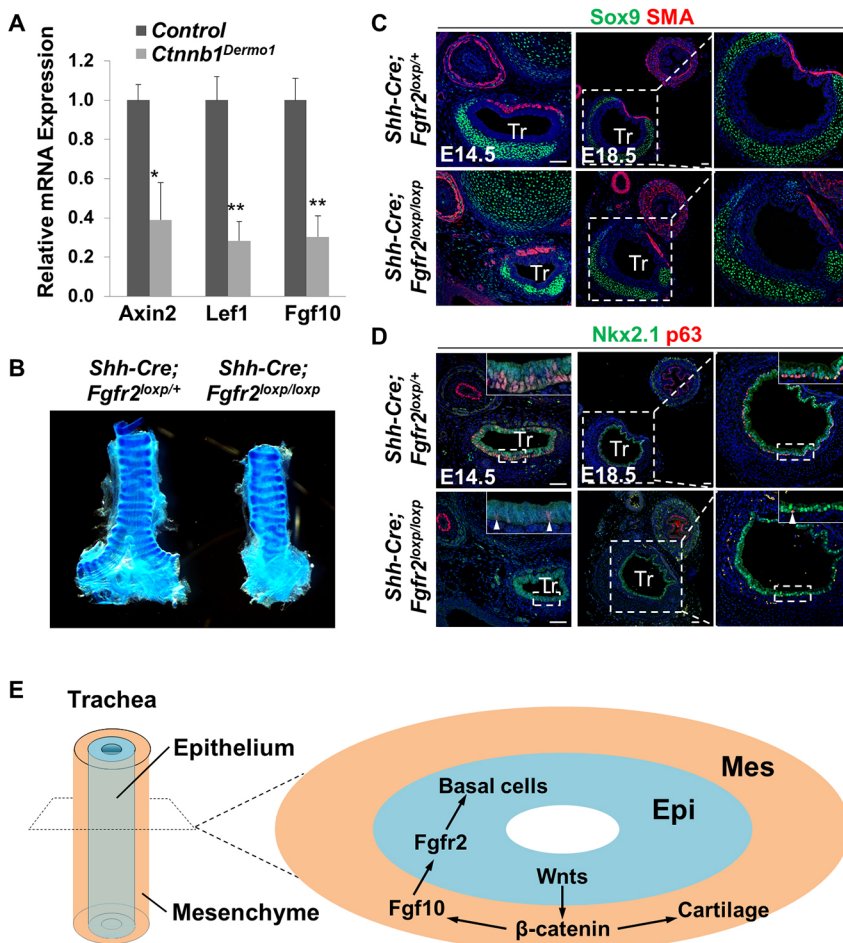 A
Control
Ctnnb1Dermo1
Relative mRNA Expression
1.2
1.0
0.8
0.6
0.4
0.2
0.0
*
**
**
Axin2 Lef1 Fgf10
B
Shh-Cre;
Fgfr2loxp/+
Shh-Cre;
Fgfr2loxp/loxp
C
Sox9 SMA
Shh-Cre;
Fgfr2loxp/+
Tr
E14.5
Tr
E18.5
Shh-Cre;
Fgfr2loxp/loxp
Tr
Tr
D
Nkx2.1 p63
Shh-Cre;
Fgfr2loxp/+
Tr
E14.5
Tr
E18.5
Shh-Cre;
Fgfr2loxp/loxp
Tr
Tr
E
Trachea
Epithelium
Mesenchyme
Mes
Epi
Basal cells
Fgfr2
Fgf10
Wnts
β-catenin
Cartilage